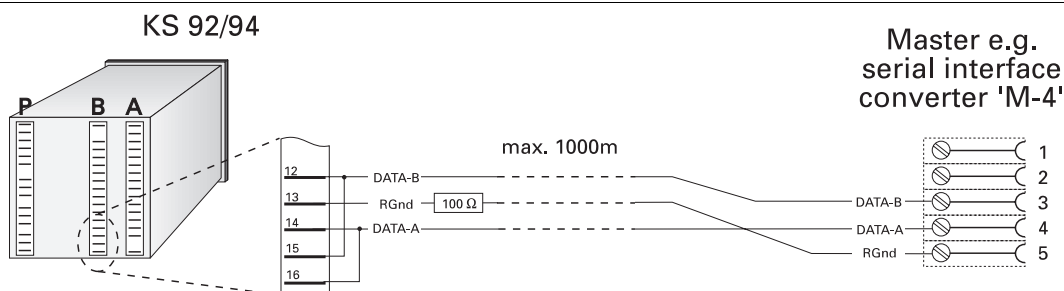 KS 92/94
Master e.g.
serial interface
converter 'M-4'
P B A
max. 1000m
12 DATA-B
13 RGnd 100 Ω
14 DATA-A
15
16
1
2
DATA-B 3
DATA-A 4
RGnd 5